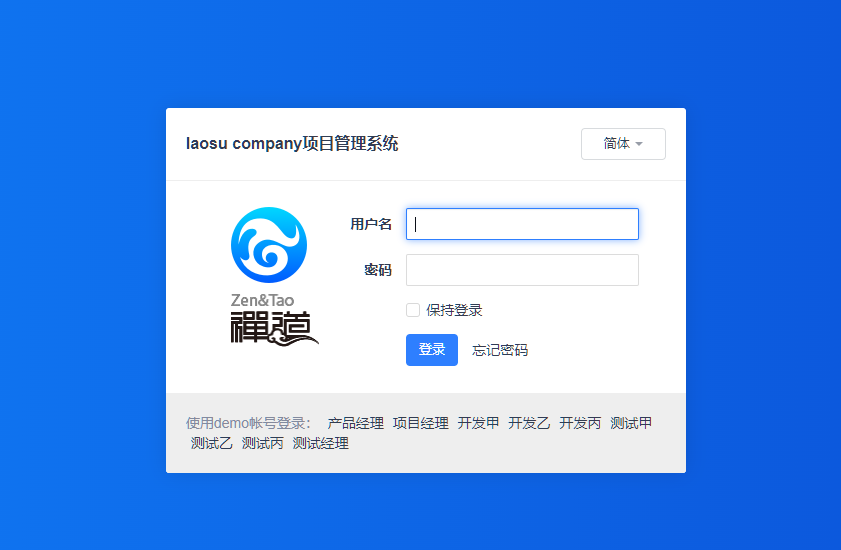 laosu company项目管理系统
简体
用户名
密码
Zen&Tao
禪道
保持登录
登录 忘记密码
使用demo帐号登录： 产品经理 项目经理 开发甲 开发乙 开发丙 测试甲
测试乙 测试丙 测试经理